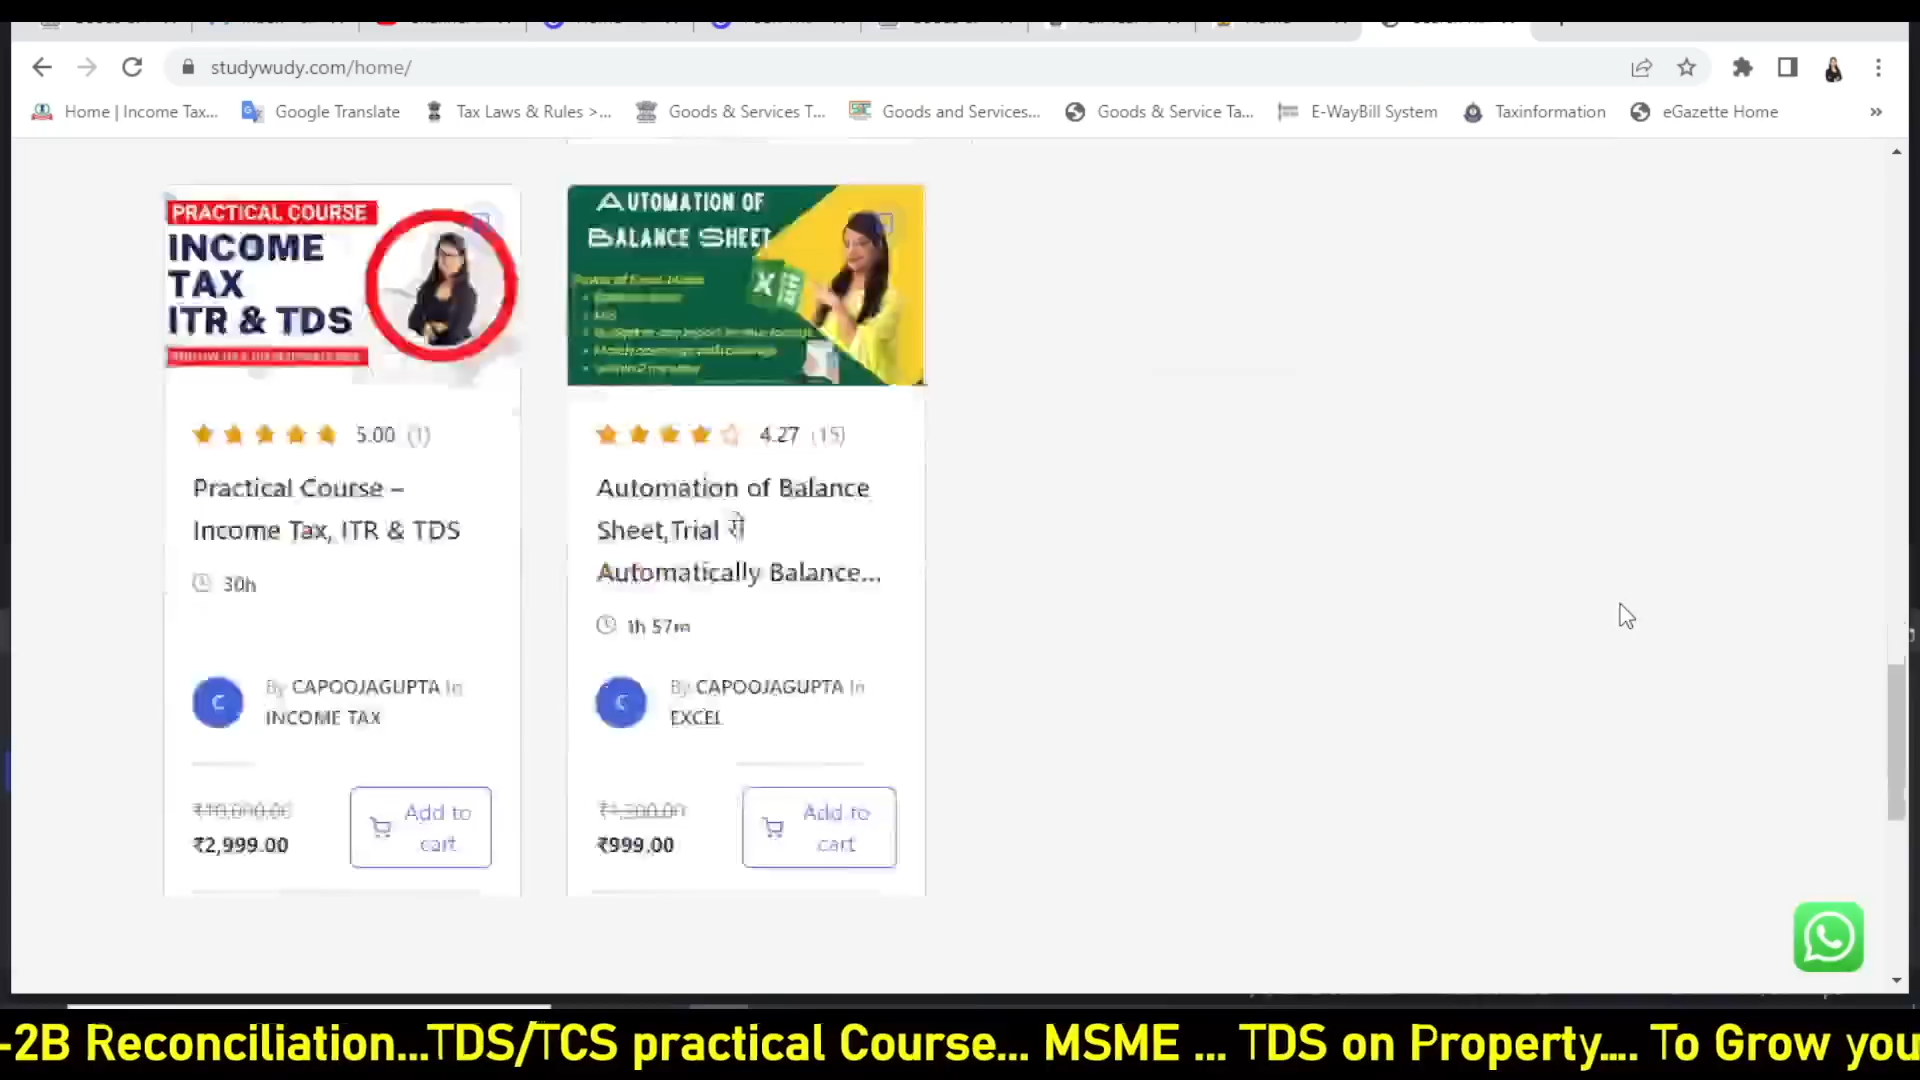 studywudy.com/home/
Home | Income Tax...
Google Translate
Tax Laws & Rules >...
Goods & Services T...
Goods and Services...
Goods & Service Ta...
E-WayBill System
Taxinformation
eGazette Home
»
PRACTICAL COURSE
INCOME
TAX
ITR & TDS
5.00 (1)
Practical Course –
Income Tax, ITR & TDS
30h
C
By CAPOOJAGUPTA In
INCOME TAX
₹10,000.00
₹2,999.00
Add to
cart
AUTOMATION OF
BALANCE SHEET
4.27 (15)
Automation of Balance
Sheet,Trial से
Automatically Balance...
1h 57m
C
By CAPOOJAGUPTA In
EXCEL
₹999.00
Add to
cart
-2B Reconciliation...TDS/TCS practical Course... MSME ... TDS on Property.... To Grow you